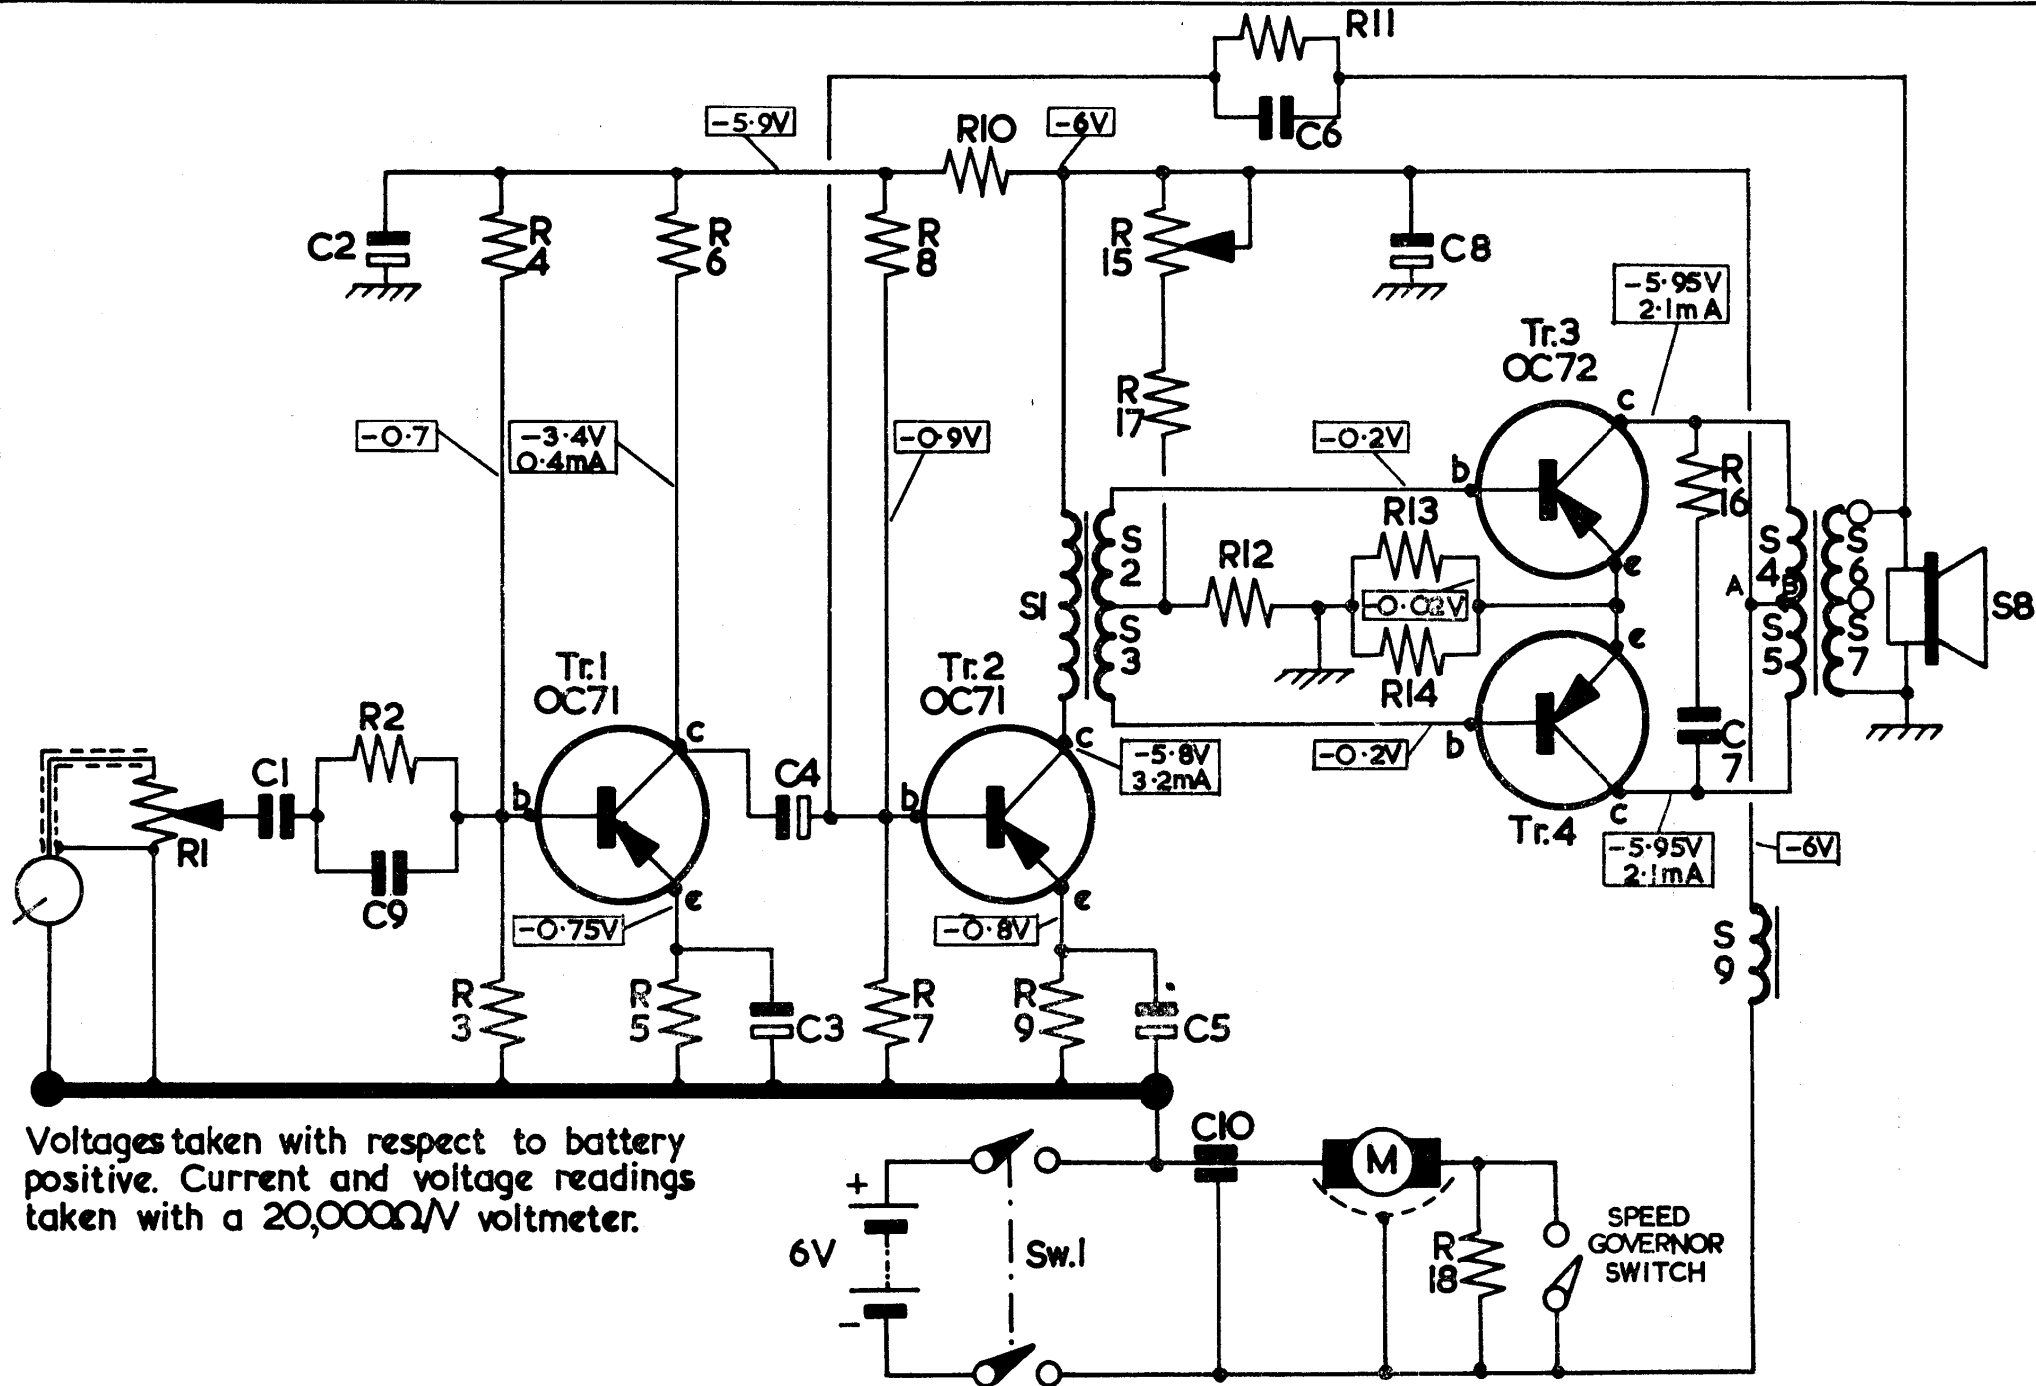 R11
-5·9V
R10
-6V
C6
C2
R
4
R
6
R
8
R
15
C8
-5·95V
2·1mA
Tr.3
OC72
c
R
17
-0·7
-3·4V
0·4mA
-0·9V
-0·2V
b
R
16
R13
S
2
R12
e
S
4
S
6
A
B
S1
-0·02V
S8
S
3
S
5
S
7
e
R14
Tr.1
OC71
Tr.2
OC71
R2
c
c
-5·8V
3·2mA
-0·2V
b
C
7
C1
C4
b
b
c
Tr.4
R1
-5·95V
2·1mA
-6V
C9
e
e
-0·75V
-0·8V
S
9
R
3
R
5
C3
R
7
R
9
C5
Voltages taken with respect to battery
positive. Current and voltage readings
taken with a 20,000Ω/V voltmeter.
C10
M
+
6V
-
Sw.1
R
18
SPEED
GOVERNOR
SWITCH